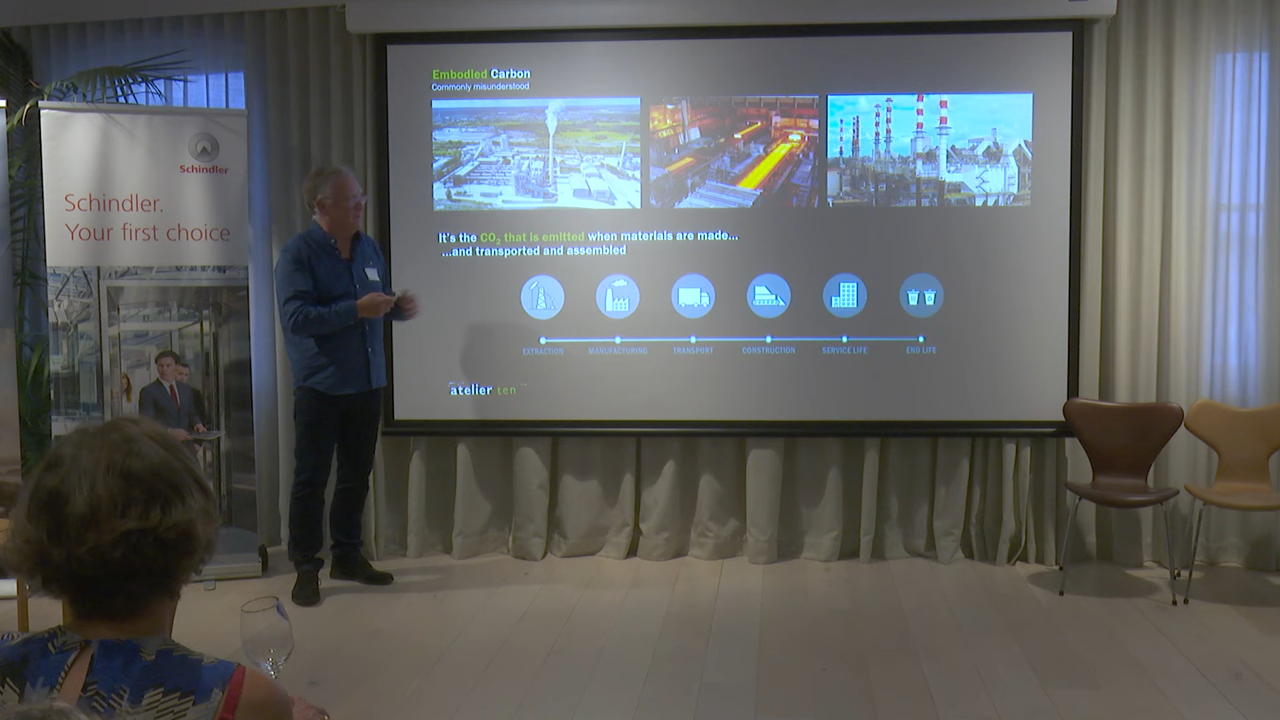 Schindler
Schindler.
Your first choice
Embodied Carbon
Commonly misunderstood
It's the CO₂ that is emitted when materials are made...
...and transported and assembled
EXTRACTION MANUFACTURING TRANSPORT CONSTRUCTION SERVICE LIFE END LIFE
atelier ten